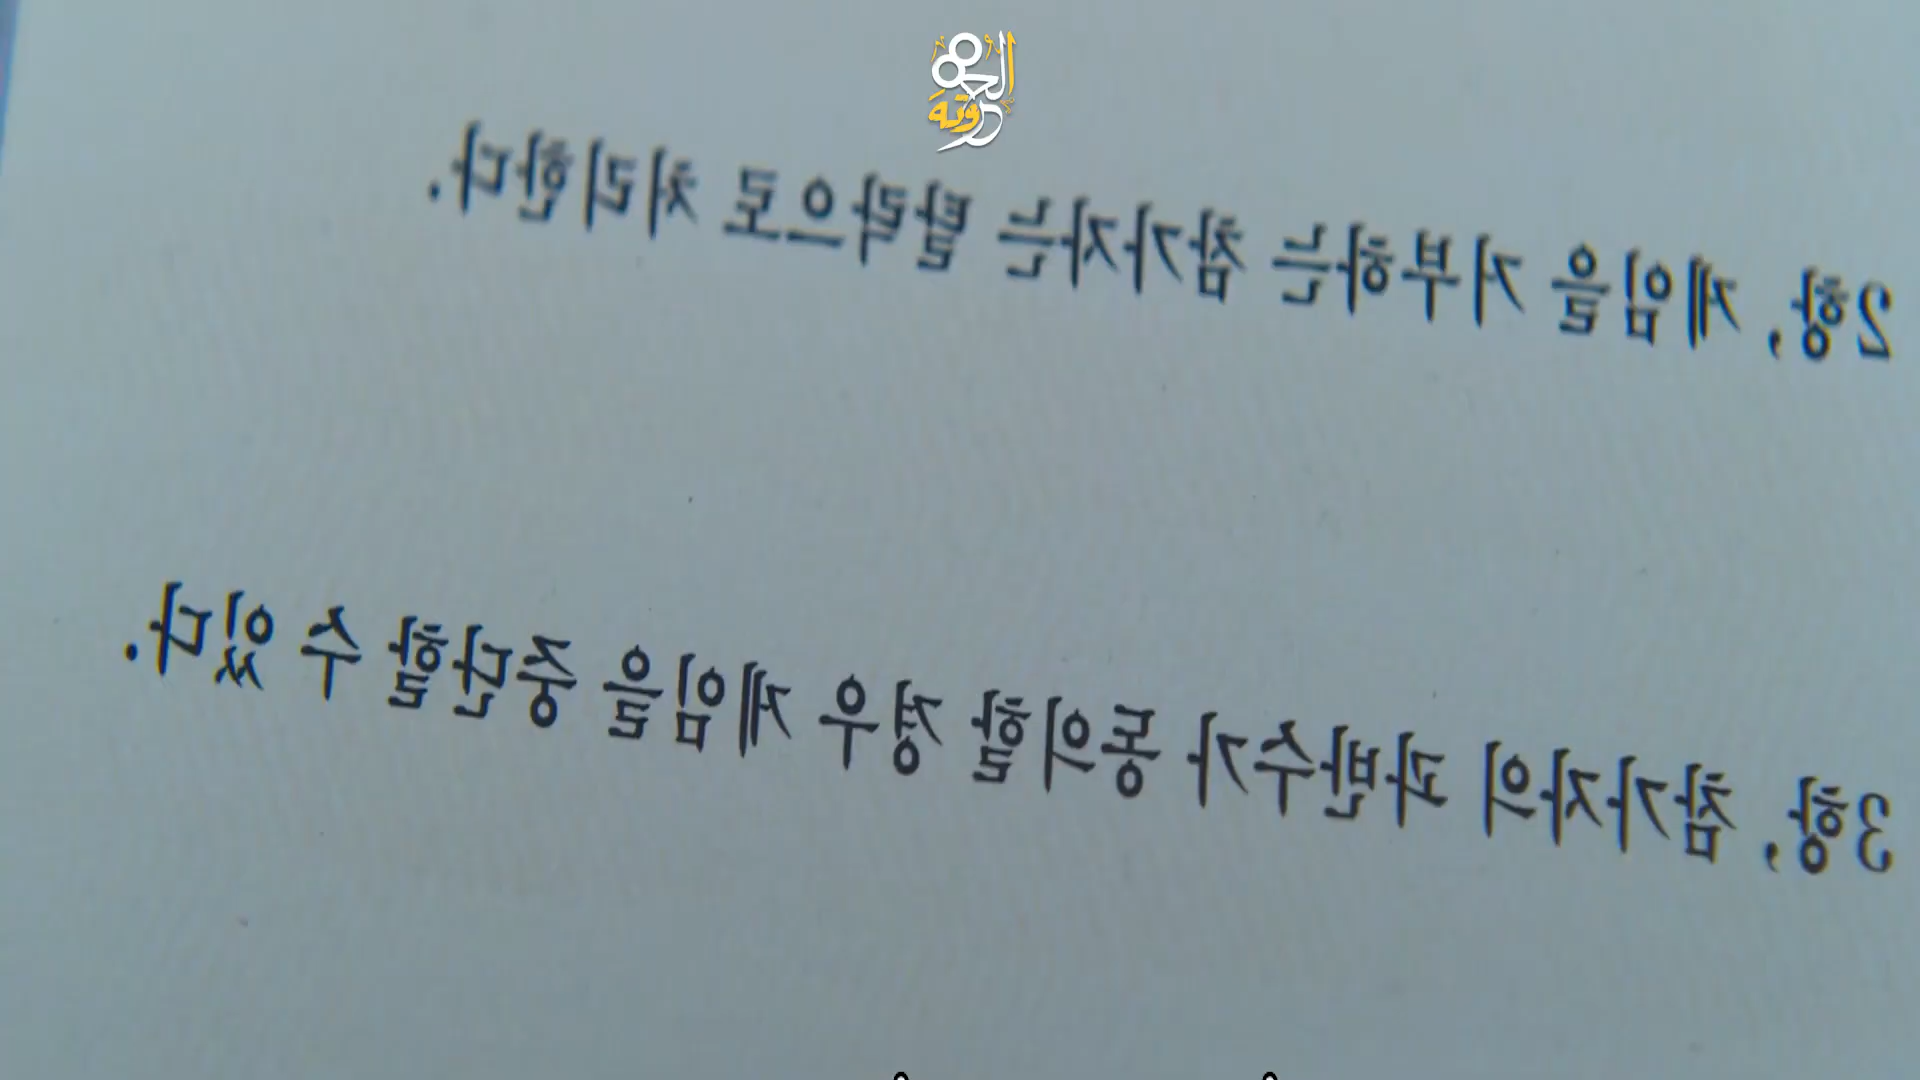 الحدوتة
2항, 게임을 거부하는 참가자는 탈락으로 처리한다.
3항, 참가자의 과반수가 동의할 경우 게임을 중단할 수 있다.